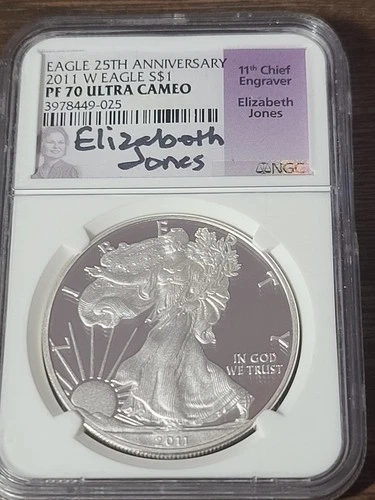 EAGLE 25TH ANNIVERSARY
2011 W EAGLE S$1
PF 70 ULTRA CAMEO
3978449-025
Elizabeth
Jones
11th Chief
Engraver
Elizabeth
Jones
NGC
LIBERTY
IN GOD
WE TRUST
2011